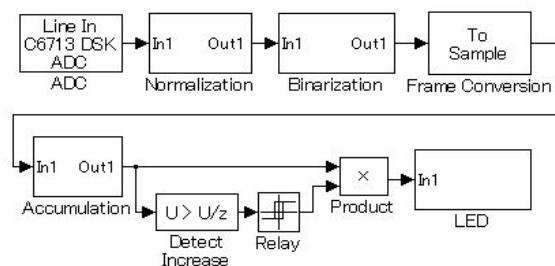 Line In
C6713 DSK
ADC
ADC
In1 Out1
Normalization
In1 Out1
Binarization
To
Sample
Frame Conversion
In1 Out1
Accumulation
U > U/z
Detect
Increase
Relay
×
Product
In1
LED